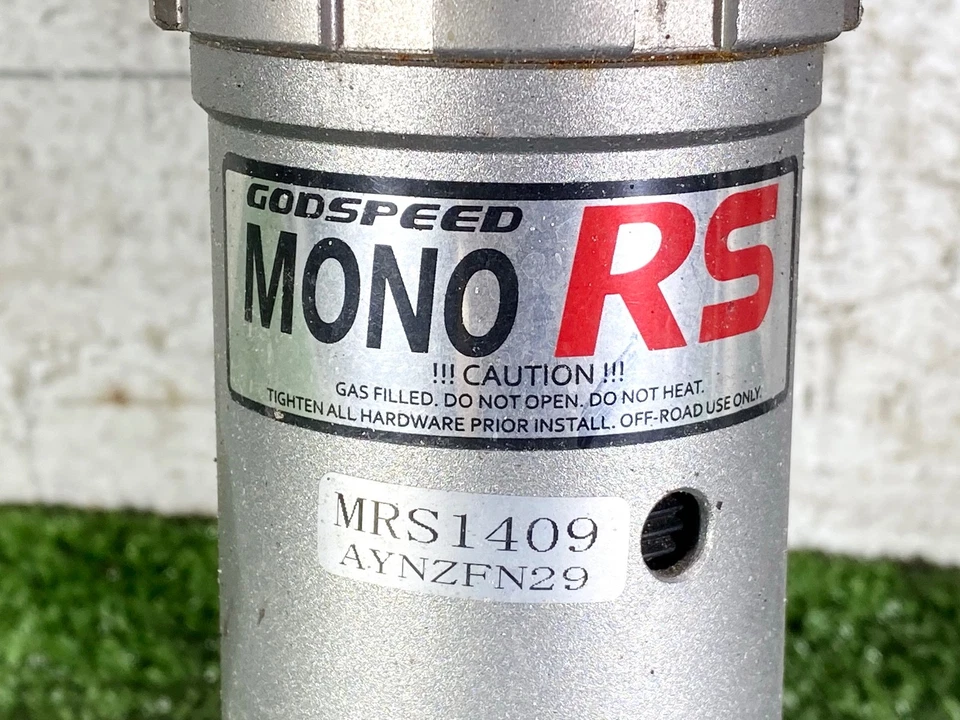 GODSPEED
MONO RS
!!! CAUTION !!!
GAS FILLED. DO NOT OPEN. DO NOT HEAT.
TIGHTEN ALL HARDWARE PRIOR INSTALL. OFF-ROAD USE ONLY.
MRS1409
AYNZFN29